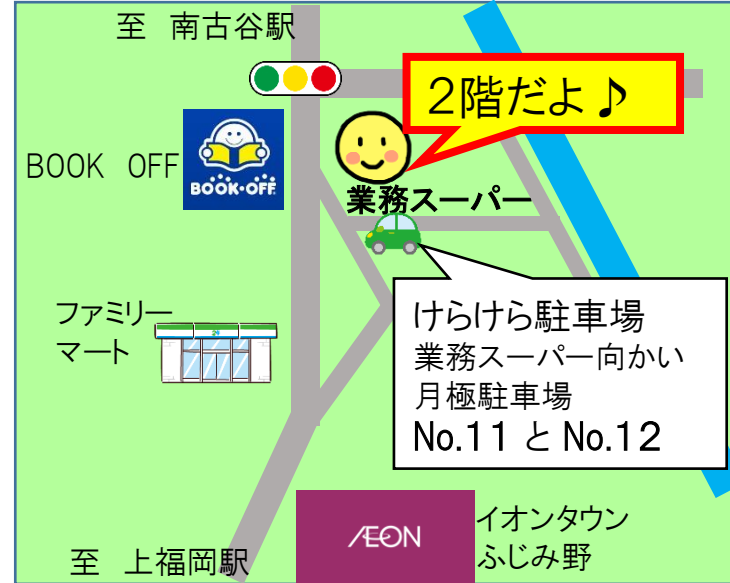 至 南古谷駅
2階だよ♪
BOOK OFF
BOOK・OFF
業務スーパー
ファミリー
マート
24
けらけら駐車場
業務スーパー向かい
月極駐車場
No.11 と No.12
ÆON
イオンタウン
ふじみ野
至 上福岡駅